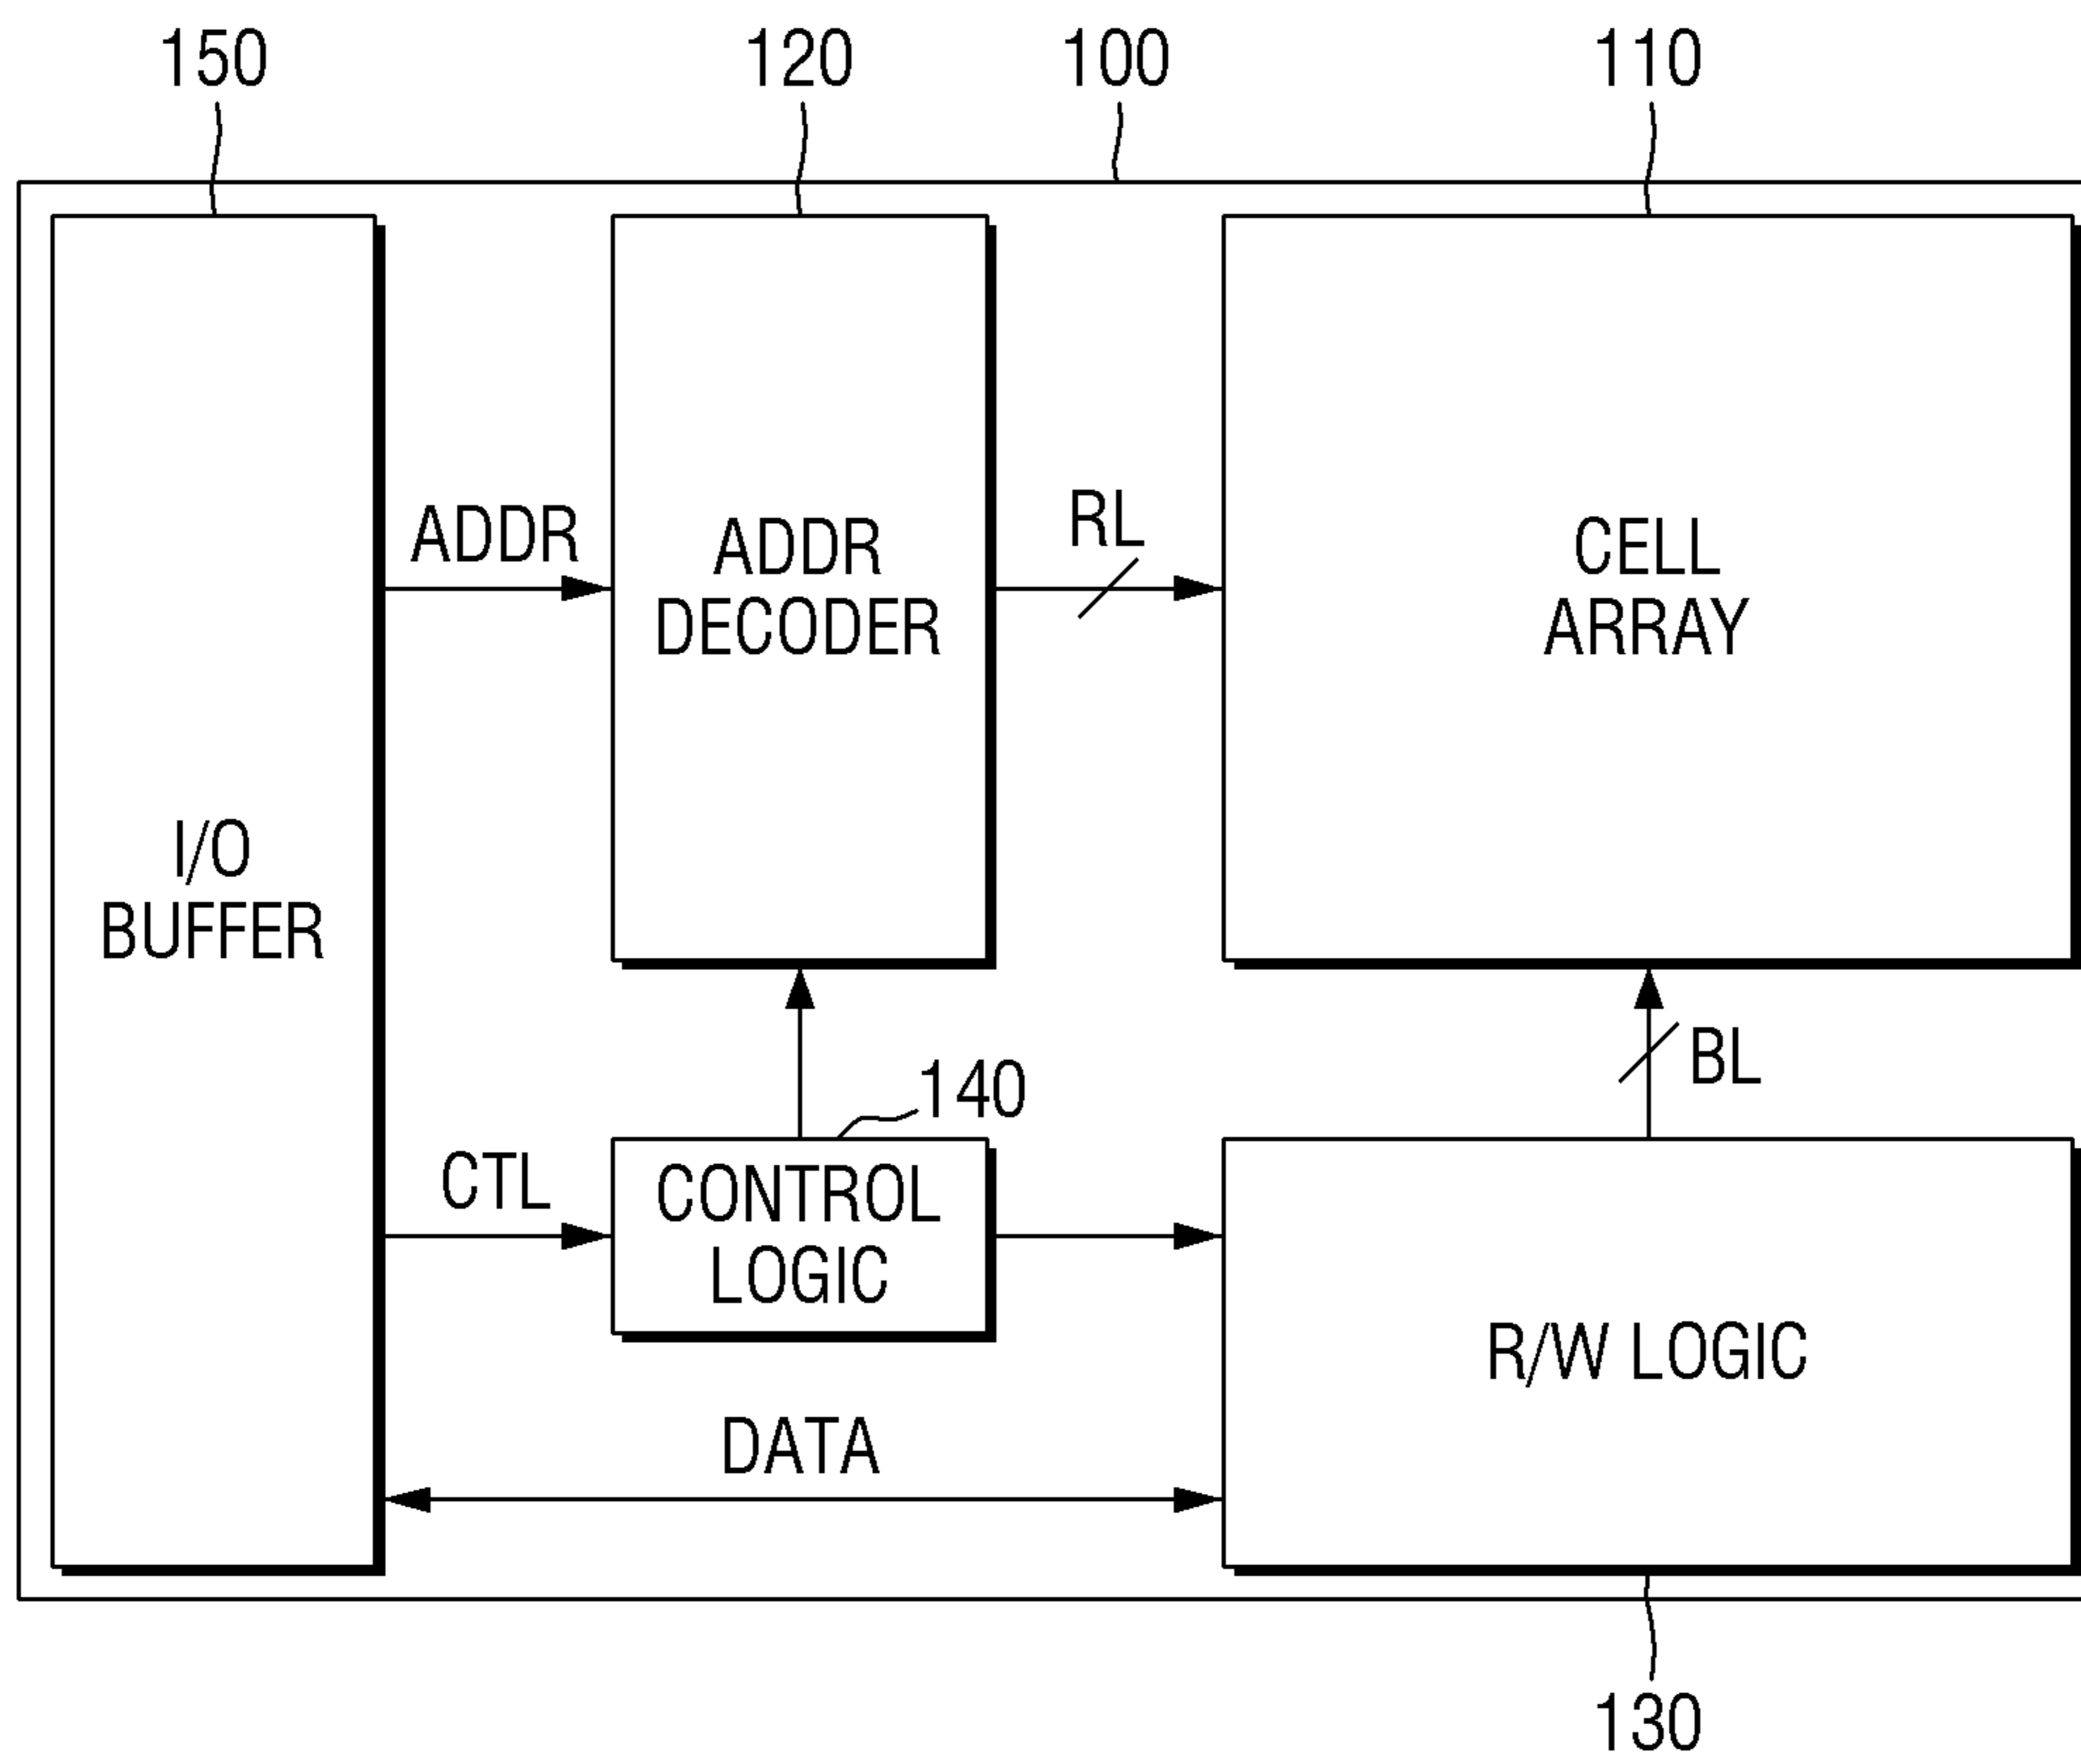 150
120
100
110
ADDR
ADDR
DECODER
RL
CELL
ARRAY
I/O
BUFFER
BL
140
CTL
CONTROL
LOGIC
R/W LOGIC
DATA
130